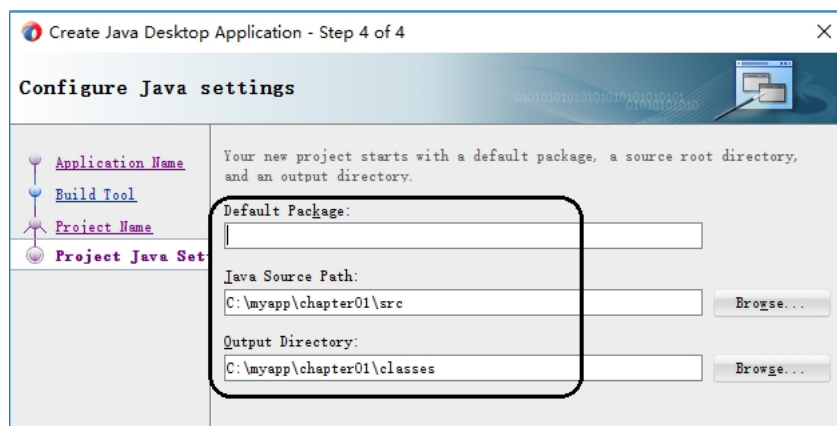 Create Java Desktop Application - Step 4 of 4
Configure Java settings
Application Name
Build Tool
Project Name
Project Java Set
Your new project starts with a default package, a source root directory,
and an output directory.
Default Package:
Java Source Path:
C:\myapp\chapter01\src
Browse...
Output Directory:
C:\myapp\chapter01\classes
Browse...